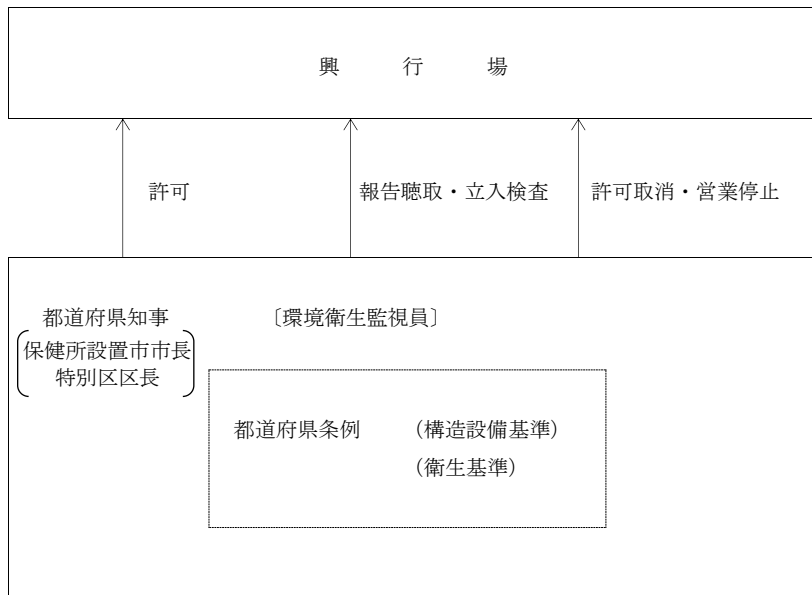 興行場
許可
報告聴取・立入検査
許可取消・営業停止
都道府県知事
〔環境衛生監視員〕
保健所設置市市長
特別区区長
都道府県条例 (構造設備基準)
(衛生基準)